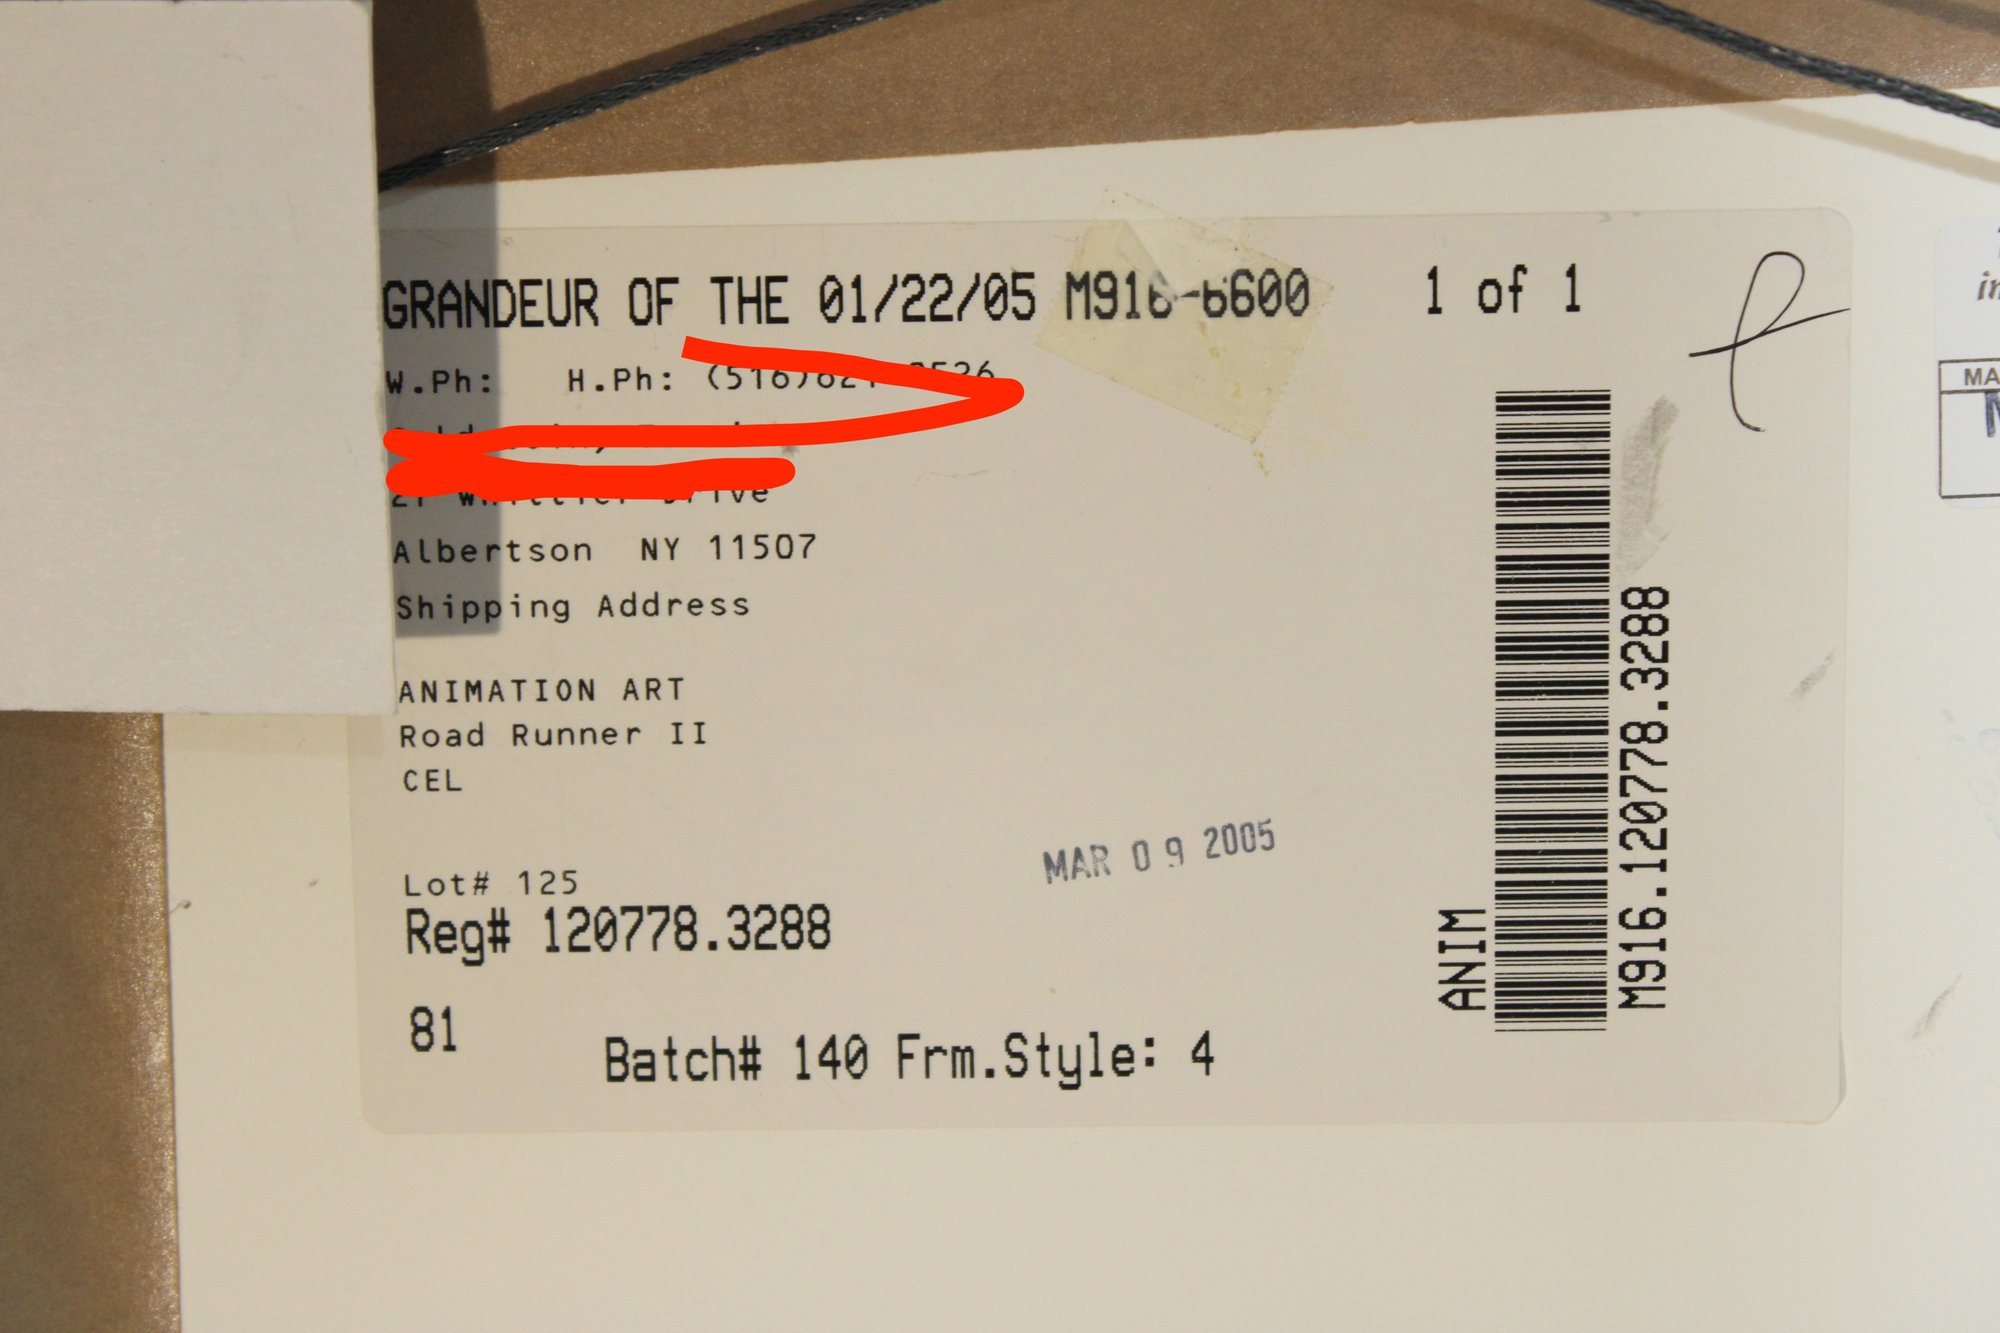 GRANDEUR OF THE 01/22/05 M916-6600 1 of 1
W.Ph: H.Ph:
Albertson NY 11507
Shipping Address
ANIMATION ART
Road Runner II
CEL
Lot# 125
Reg# 120778.3288
81
Batch# 140 Frm.Style: 4
MAR 09 2005
ANIM
M916.120778.3288
in
MA